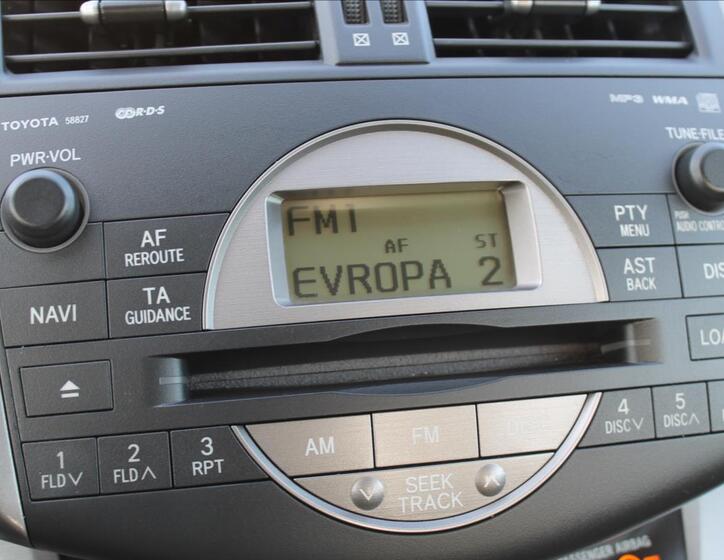 TOYOTA 58827
R·D·S
MP3 WMA
PWR·VOL
TUNE·FILE
FM1
AF
ST
EVROPA 2
AF
REROUTE
PTY
MENU
PUSH
AUDIO CONTROL
NAVI
TA
GUIDANCE
AST
BACK
DIS
LOA
AM
FM
1
FLD ∨
2
FLD ∧
3
RPT
4
DISC ∨
5
DISC ∧
∨
SEEK
TRACK
∧
AIRBAG